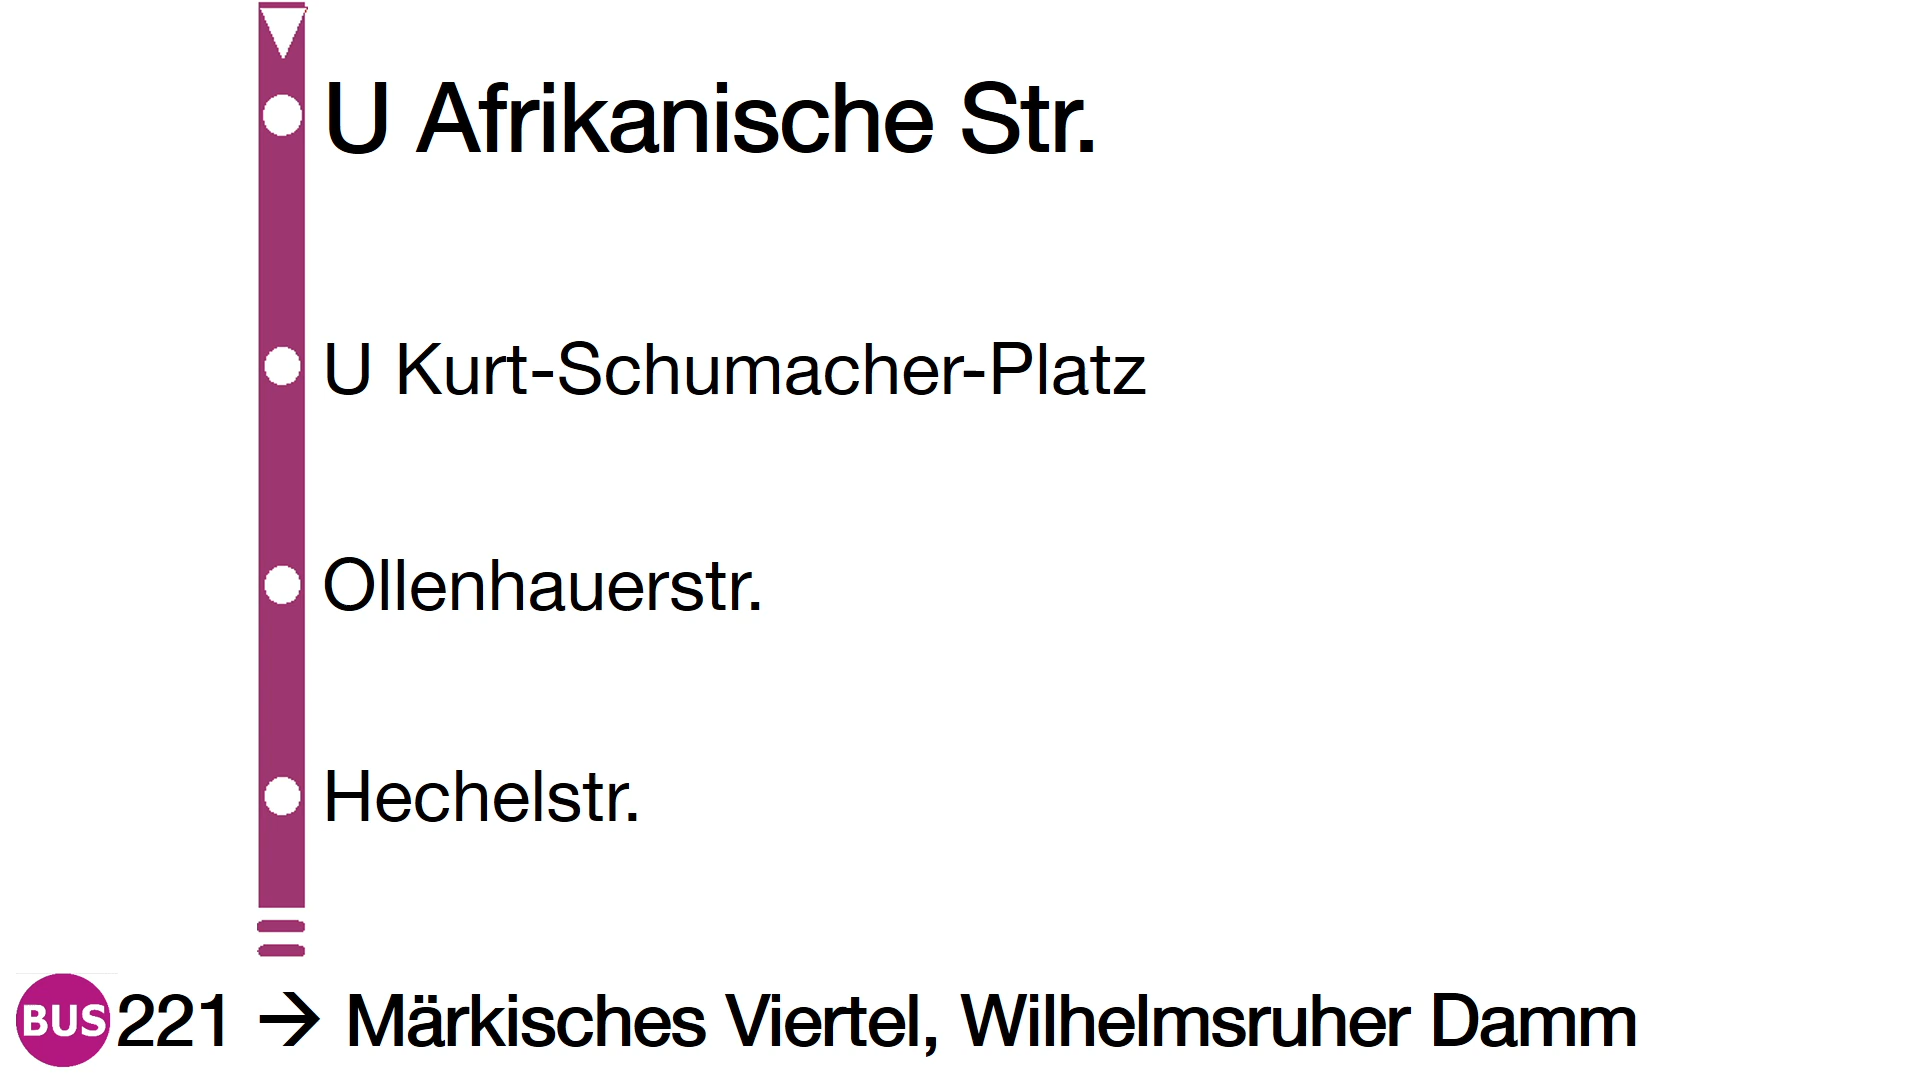 U Afrikanische Str.
U Kurt-Schumacher-Platz
Ollenhauerstr.
Hechelstr.
BUS 221 → Märkisches Viertel, Wilhelmsruher Damm